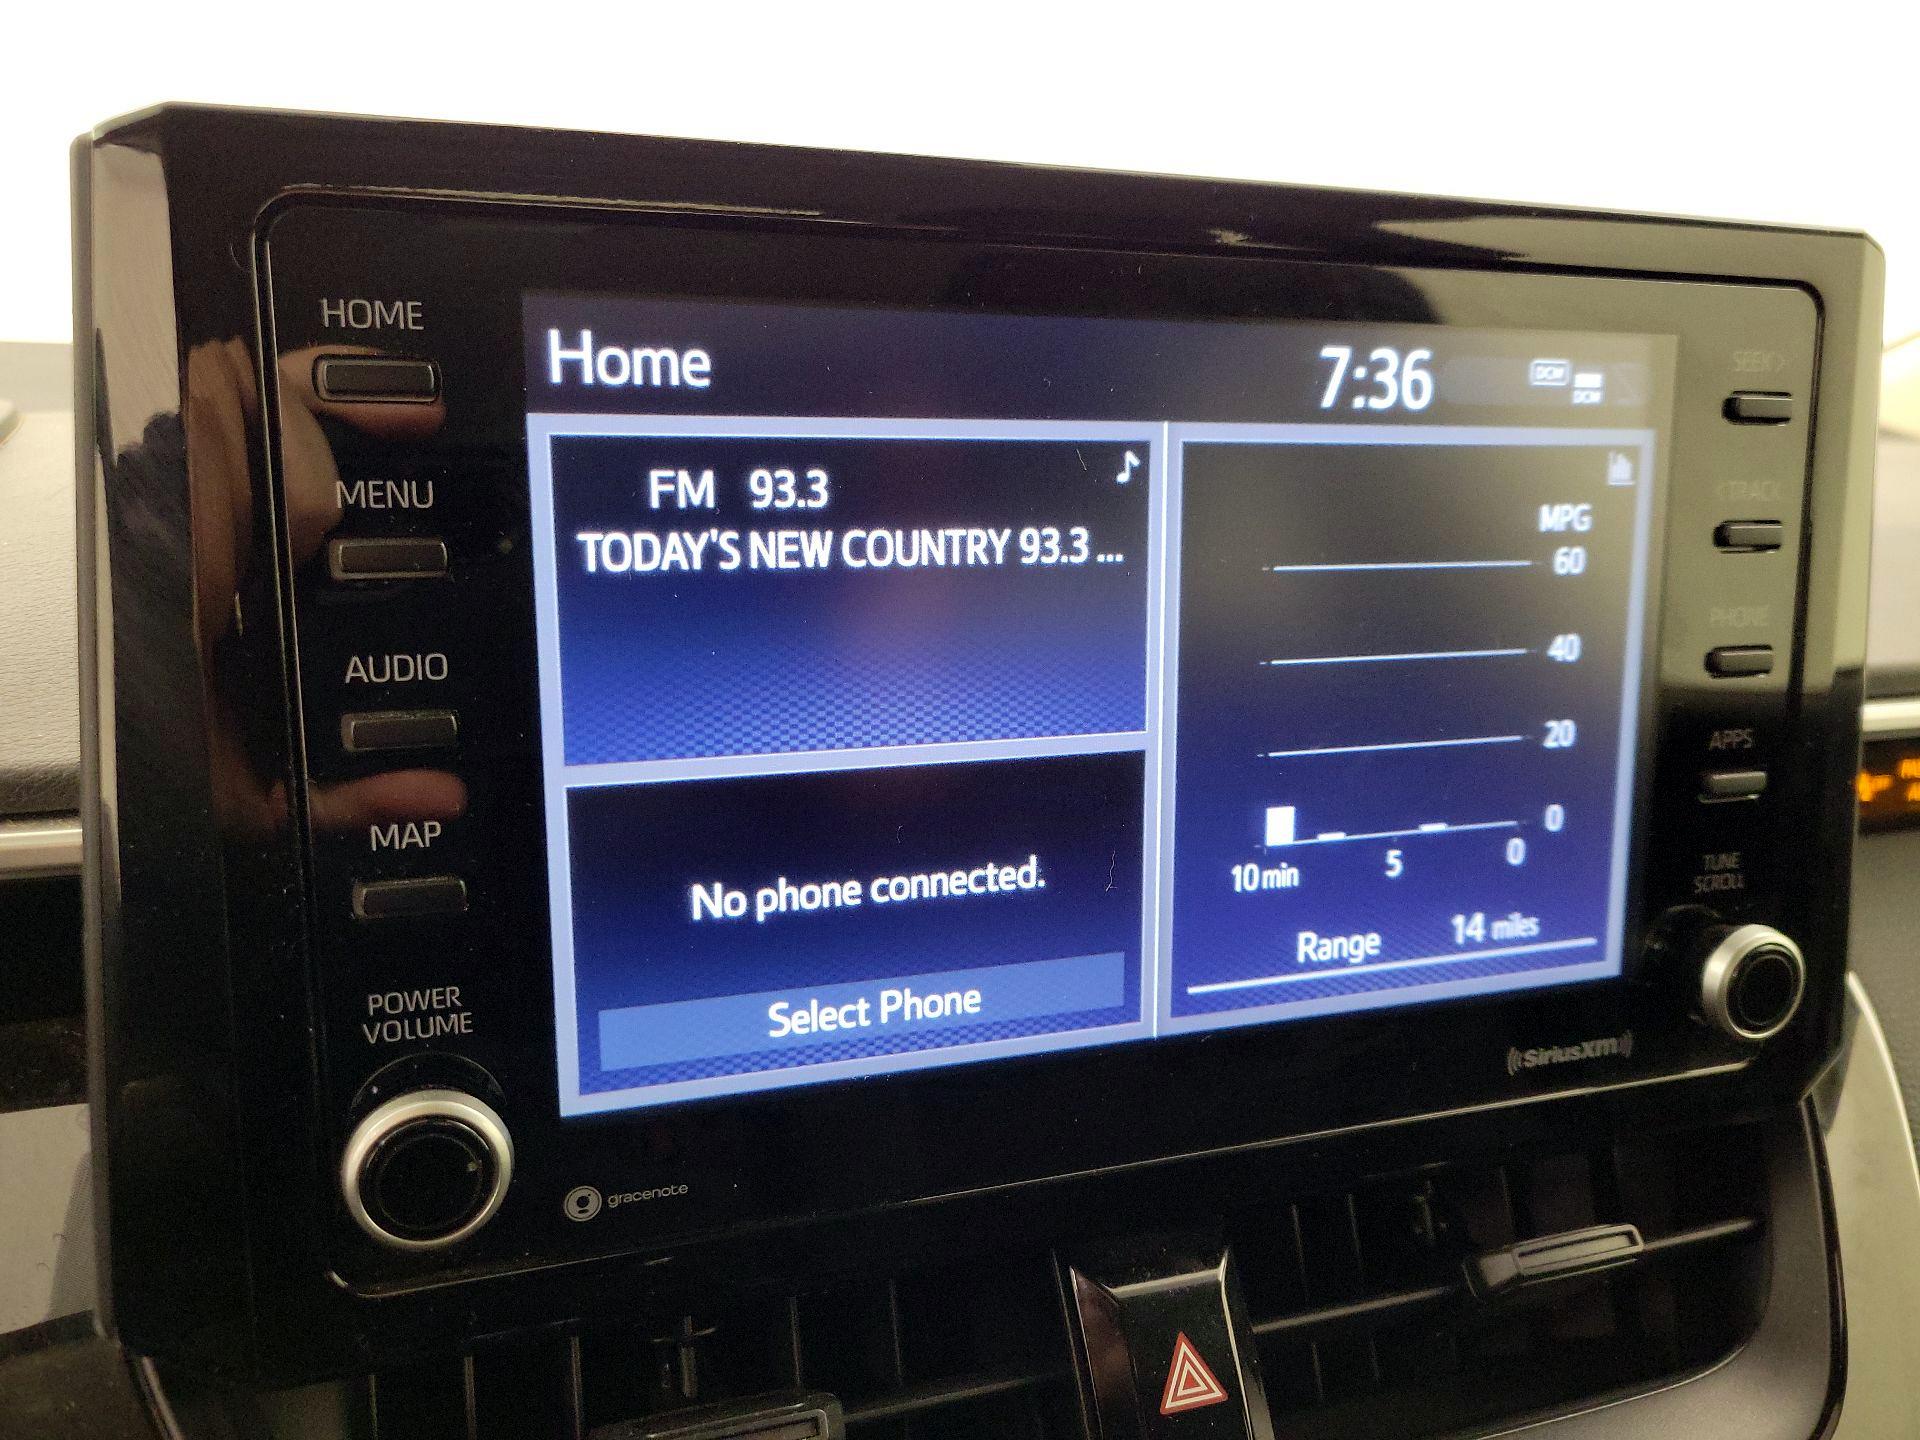 HOME
MENU
AUDIO
MAP
POWER
VOLUME
Home
7:36
DCM
DCM
FM 93.3
TODAY'S NEW COUNTRY 93.3 ...
No phone connected.
Select Phone
MPG
60
40
20
0
10 min 5 0
Range 14 miles
SEEK >
< TRACK
PHONE
APPS
TUNE
SCROLL
((SiriusXM))
gracenote